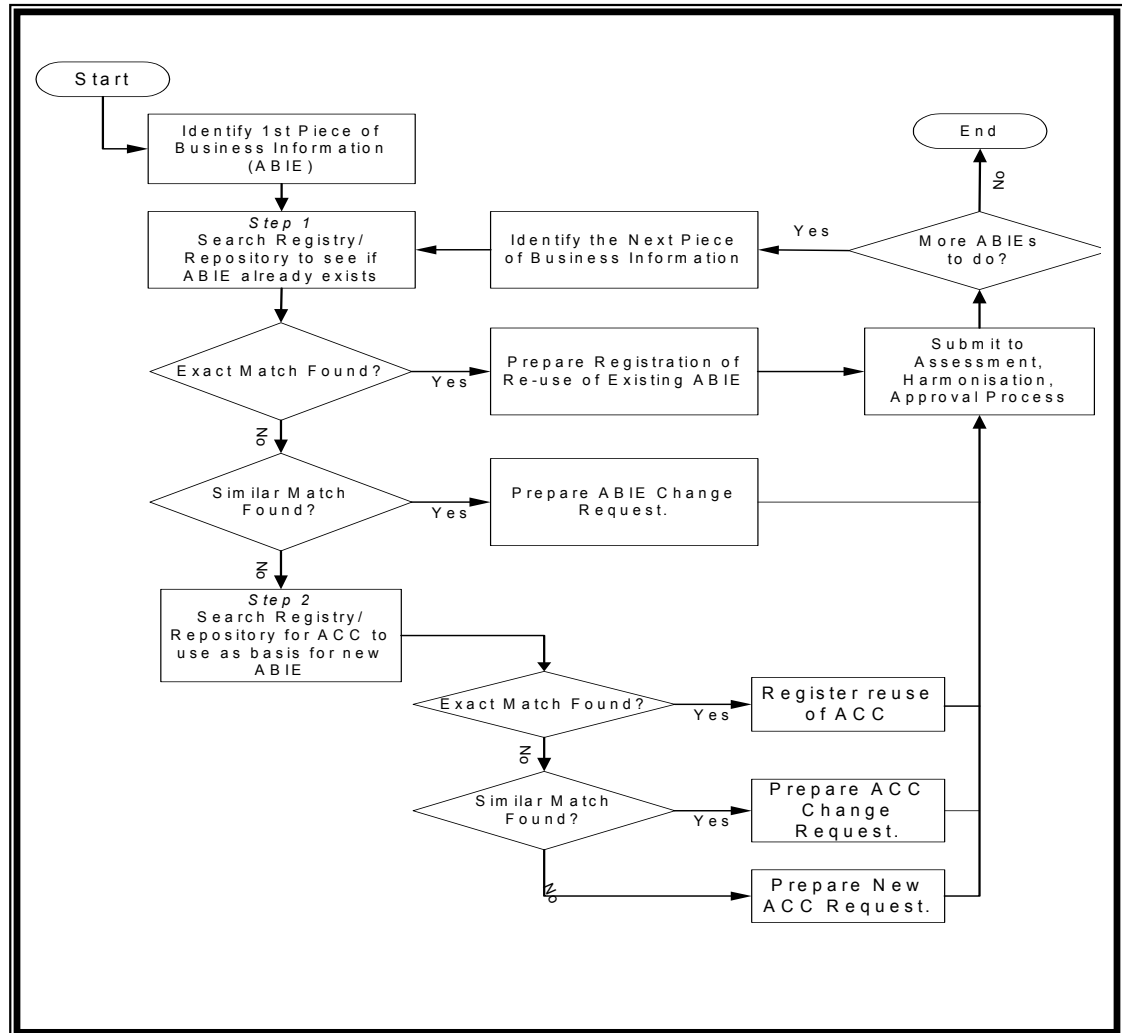 Start
Identify 1st Piece of
Business Information
(ABIE)
End
No
Step 1
Search Registry/
Repository to see if
ABIE already exists
Identify the Next Piece
of Business Information
Yes
More ABIEs
to do?
Exact Match Found?
Yes
Prepare Registration of
Re-use of Existing ABIE
Submit to
Assessment,
Harmonisation,
Approval Process
No
Similar Match
Found?
Yes
Prepare ABIE Change
Request.
No
Step 2
Search Registry/
Repository for ACC to
use as basis for new
ABIE
Exact Match Found?
Yes
Register reuse
of ACC
No
Similar Match
Found?
Yes
Prepare ACC
Change
Request.
No
Prepare New
ACC Request.